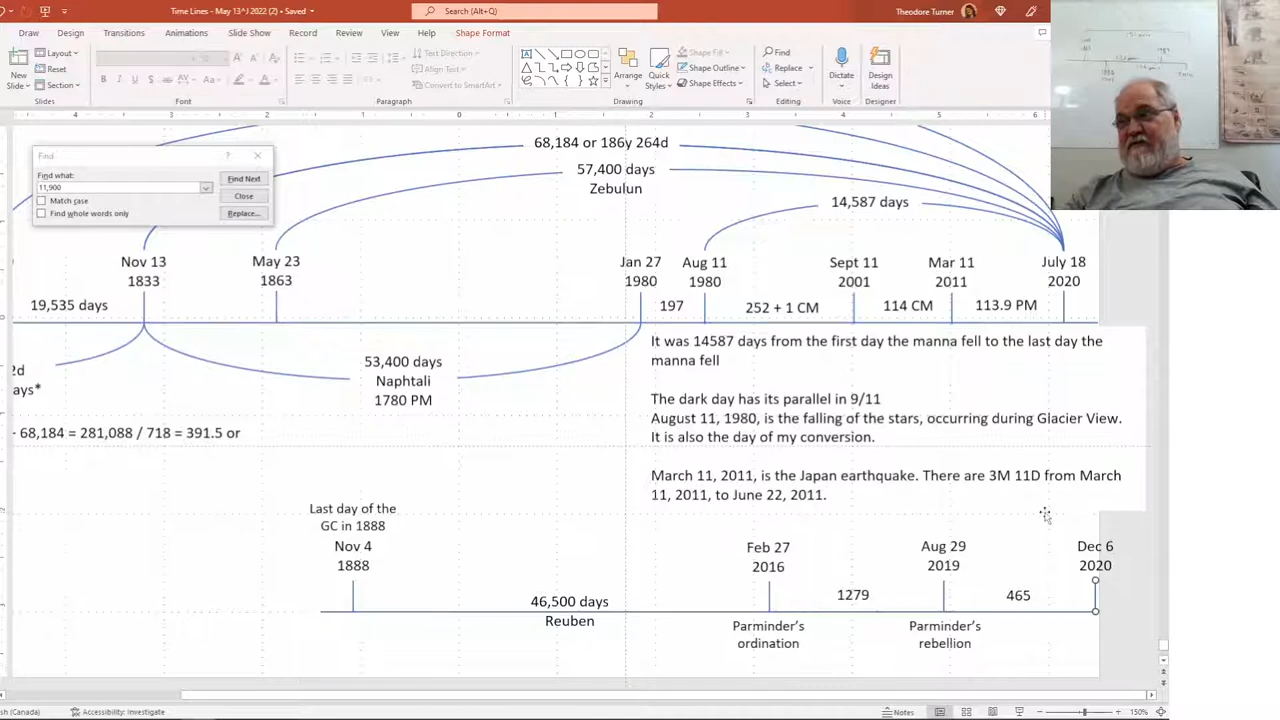 Time Lines - May 13^J 2022 (2) • Saved
Search (Alt+Q)
Theodore Turner
Draw Design Transitions Animations Slide Show Record Review View Help Shape Format
New
Slide
Layout
Reset
Section
Slides
Font
Paragraph
Text Direction
Align Text
Convert to SmartArt
Arrange
Quick
Styles
Shape Fill
Shape Outline
Shape Effects
Drawing
Find
Replace
Select
Editing
Dictate
Voice
Design
Ideas
Designer
Find
Find what:
11,900
Match case
Find whole words only
Find Next
Close
Replace...
68,184 or 186y 264d
57,400 days
Zebulun
14,587 days
Nov 13
1833
May 23
1863
Jan 27
1980
Aug 11
1980
Sept 11
2001
Mar 11
2011
July 18
2020
19,535 days
197
252 + 1 CM
114 CM
113.9 PM
2d
ays*
53,400 days
Naphtali
1780 PM
- 68,184 = 281,088 / 718 = 391.5 or
It was 14587 days from the first day the manna fell to the last day the
manna fell
The dark day has its parallel in 9/11
August 11, 1980, is the falling of the stars, occurring during Glacier View.
It is also the day of my conversion.
March 11, 2011, is the Japan earthquake. There are 3M 11D from March
11, 2011, to June 22, 2011.
Last day of the
GC in 1888
Nov 4
1888
Feb 27
2016
Aug 29
2019
Dec 6
2020
46,500 days
Reuben
1279
465
Parminder's
ordination
Parminder's
rebellion
sh (Canada)
Accessibility: Investigate
Notes
150%